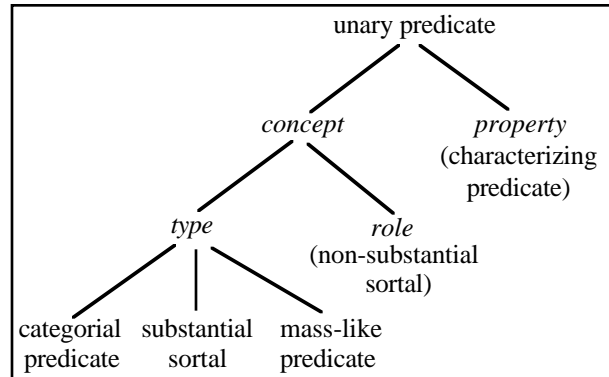 unary predicate
concept
property
(characterizing
predicate)
type
role
(non-substantial
sortal)
categorial
predicate
substantial
sortal
mass-like
predicate